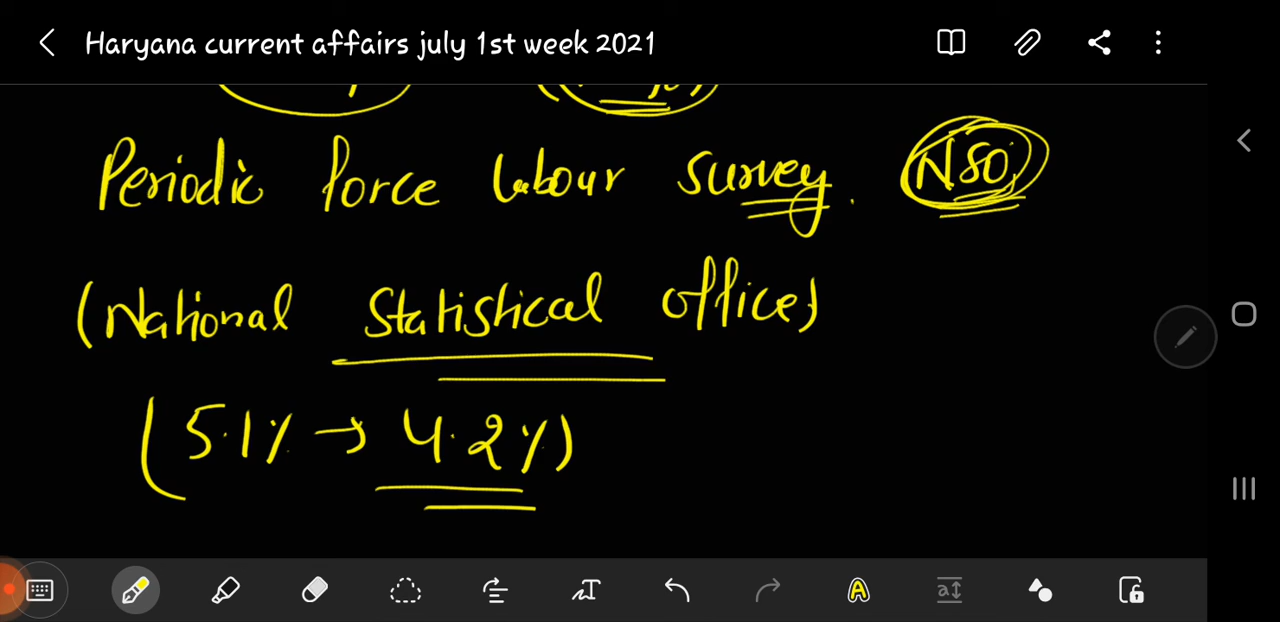 Haryana current affairs july 1st week 2021
Periodic force labour survey. NSO
(National Statistical office)
(5.1% → 4.2%)